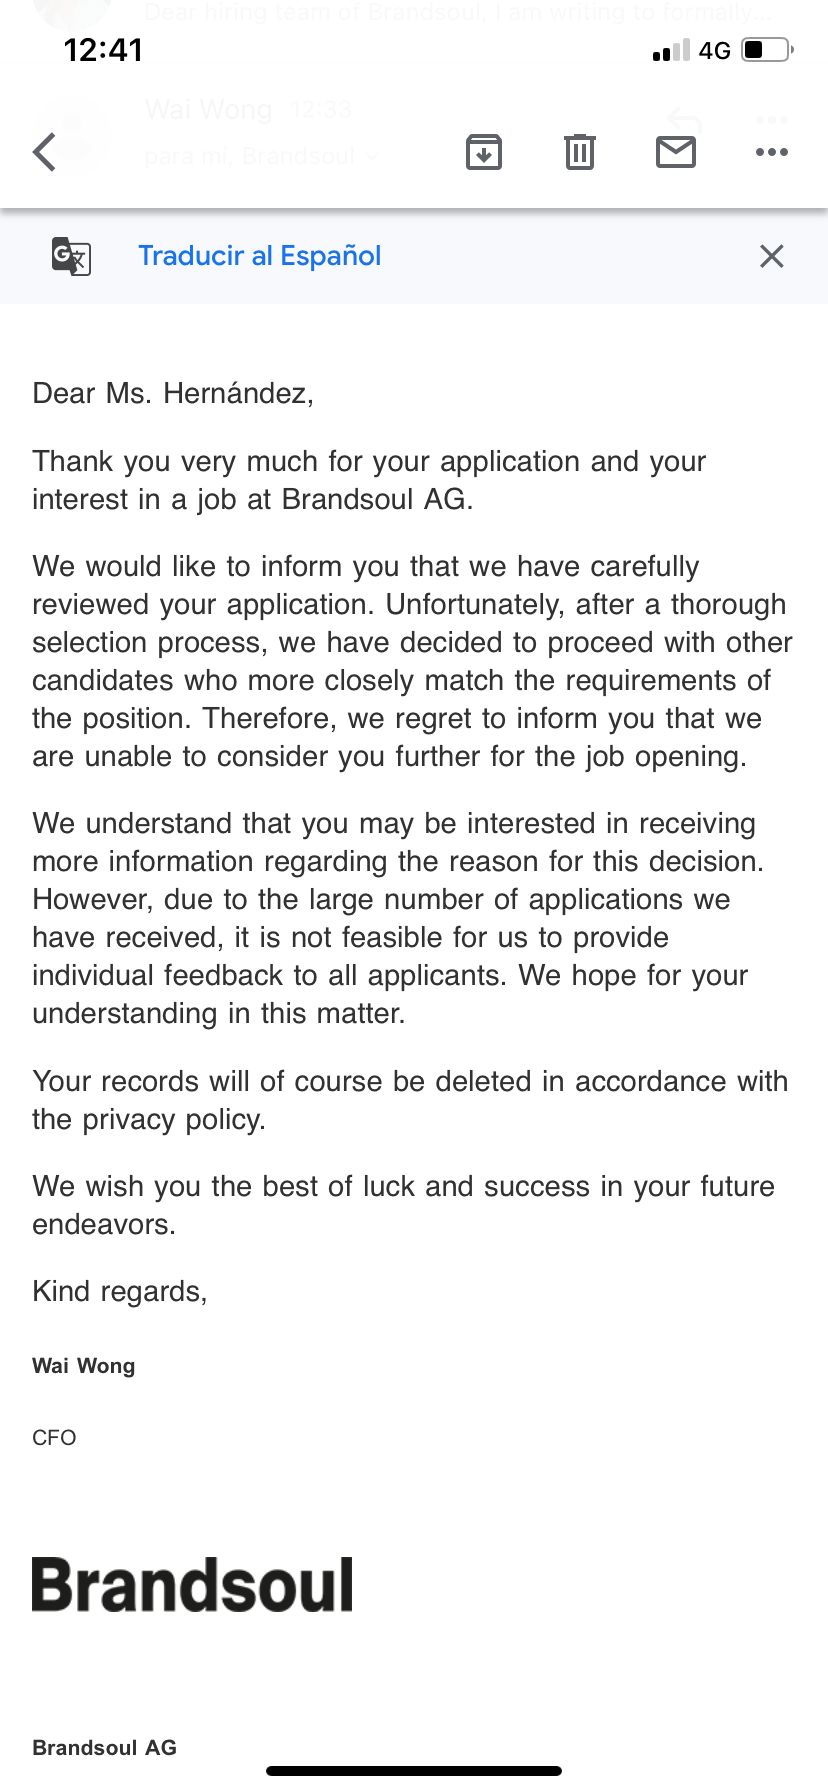 Dear hiring team of Brandsoul, I am writing to formally...
12:41
4G
Wai Wong 12:33
para mí, Brandsoul
Traducir al Español
Dear Ms. Hernández,
Thank you very much for your application and your
interest in a job at Brandsoul AG.
We would like to inform you that we have carefully
reviewed your application. Unfortunately, after a thorough
selection process, we have decided to proceed with other
candidates who more closely match the requirements of
the position. Therefore, we regret to inform you that we
are unable to consider you further for the job opening.
We understand that you may be interested in receiving
more information regarding the reason for this decision.
However, due to the large number of applications we
have received, it is not feasible for us to provide
individual feedback to all applicants. We hope for your
understanding in this matter.
Your records will of course be deleted in accordance with
the privacy policy.
We wish you the best of luck and success in your future
endeavors.
Kind regards,
Wai Wong
CFO
Brandsoul
Brandsoul AG